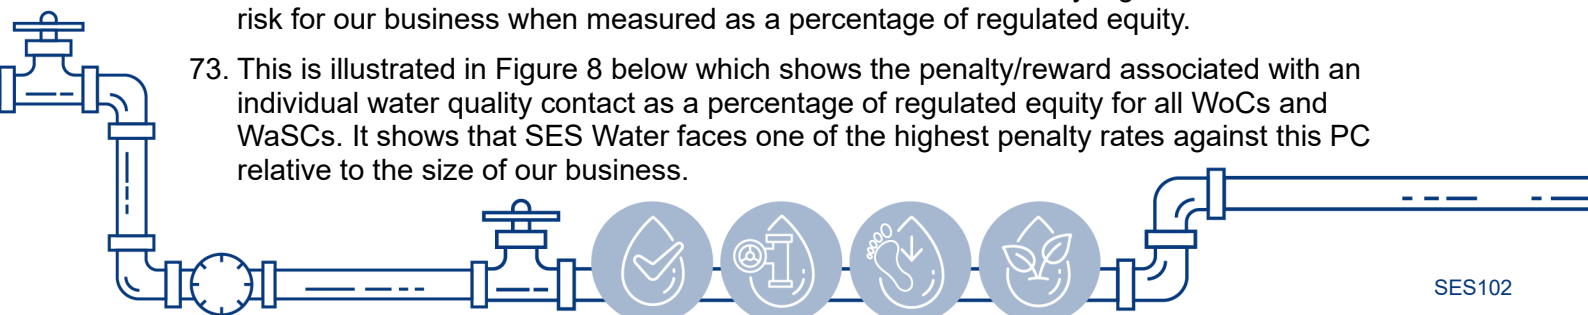 risk for our business when measured as a percentage of regulated equity.
73. This is illustrated in Figure 8 below which shows the penalty/reward associated with an
individual water quality contact as a percentage of regulated equity for all WoCs and
WaSCs. It shows that SES Water faces one of the highest penalty rates against this PC
relative to the size of our business.
SES102